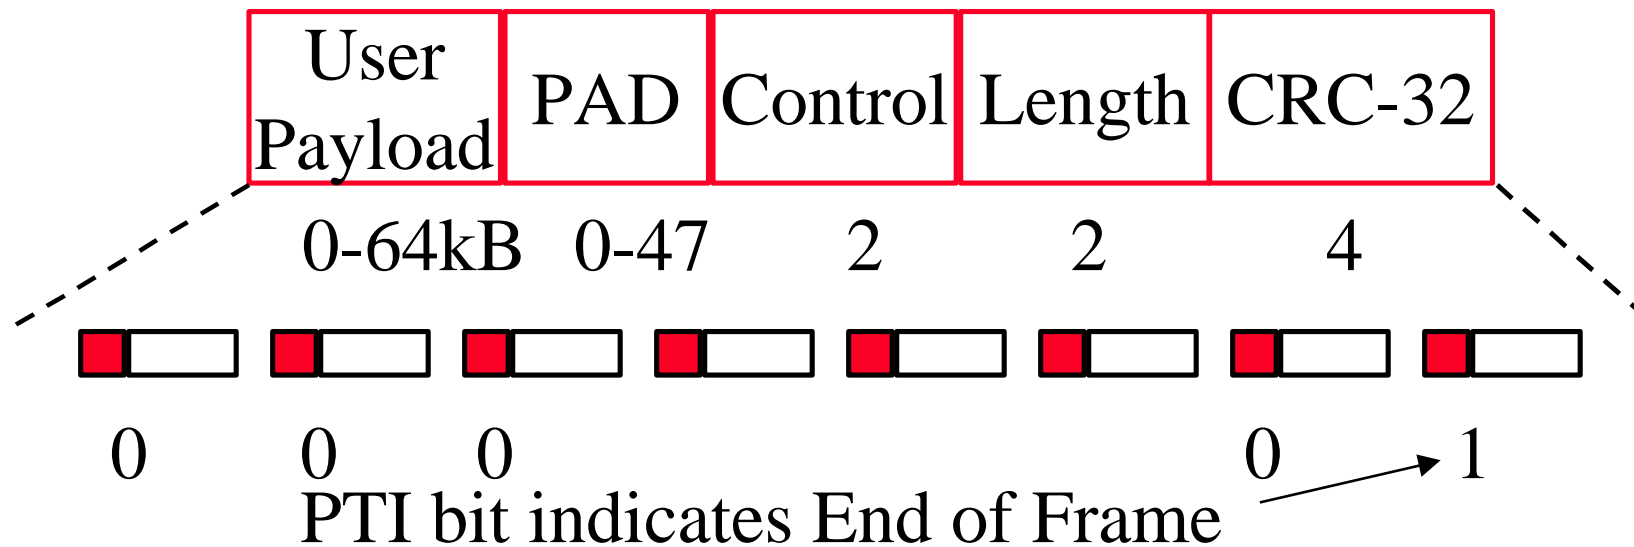 User
Payload
PAD
Control
Length
CRC-32
0-64kB 0-47 2 2 4
0 0 0 0 1
PTI bit indicates End of Frame